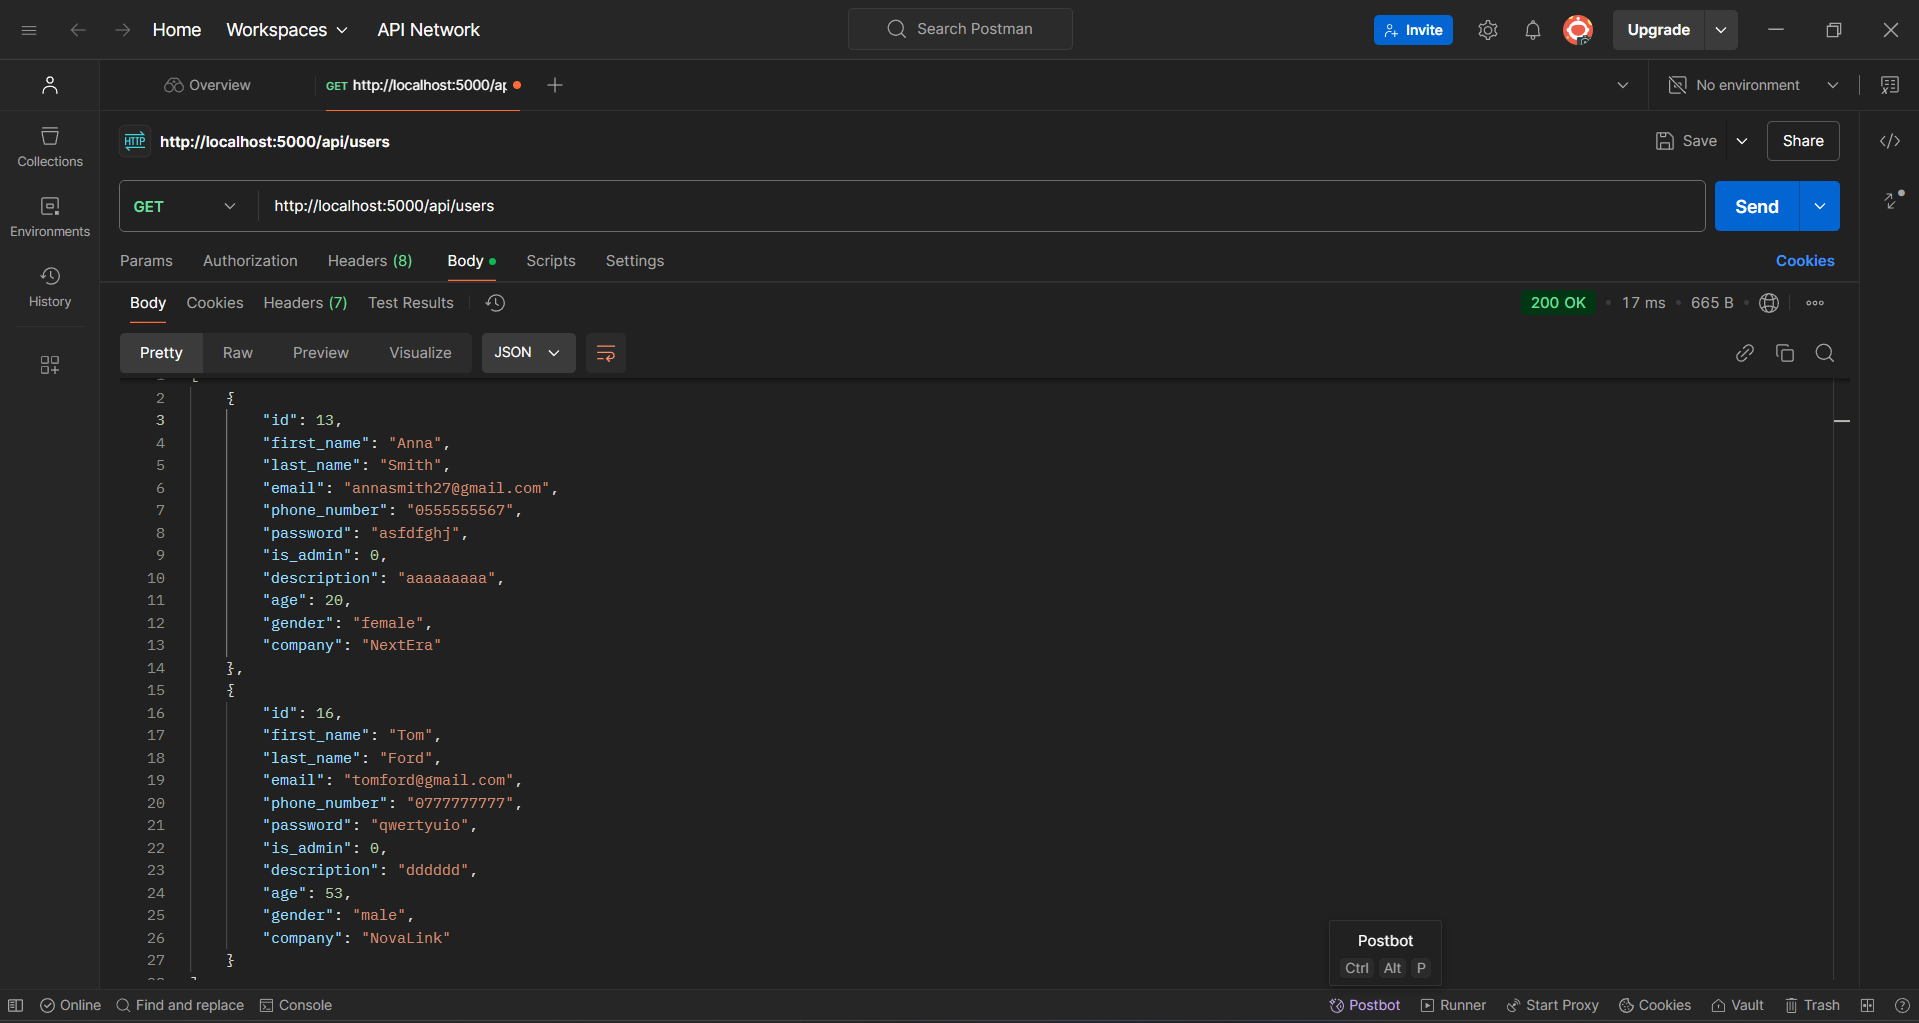 Home Workspaces API Network Search Postman Invite Upgrade
Overview GET http://localhost:5000/ap No environment
HTTP http://localhost:5000/api/users Save Share
Collections
GET http://localhost:5000/api/users Send
Environments
Params Authorization Headers (8) Body Scripts Settings Cookies
History
Body Cookies Headers (7) Test Results 200 OK 17 ms 665 B
Pretty Raw Preview Visualize JSON
2 {
3 "id": 13,
4 "first_name": "Anna",
5 "last_name": "Smith",
6 "email": "annasmith27@gmail.com",
7 "phone_number": "0555555567",
8 "password": "asfdfghj",
9 "is_admin": 0,
10 "description": "aaaaaaaaa",
11 "age": 20,
12 "gender": "female",
13 "company": "NextEra"
14 },
15 {
16 "id": 16,
17 "first_name": "Tom",
18 "last_name": "Ford",
19 "email": "tomford@gmail.com",
20 "phone_number": "0777777777",
21 "password": "qwertyuio",
22 "is_admin": 0,
23 "description": "dddddd",
24 "age": 53,
25 "gender": "male",
26 "company": "NovaLink"
27 }
Postbot
Ctrl Alt P
Online Find and replace Console Postbot Runner Start Proxy Cookies Vault Trash